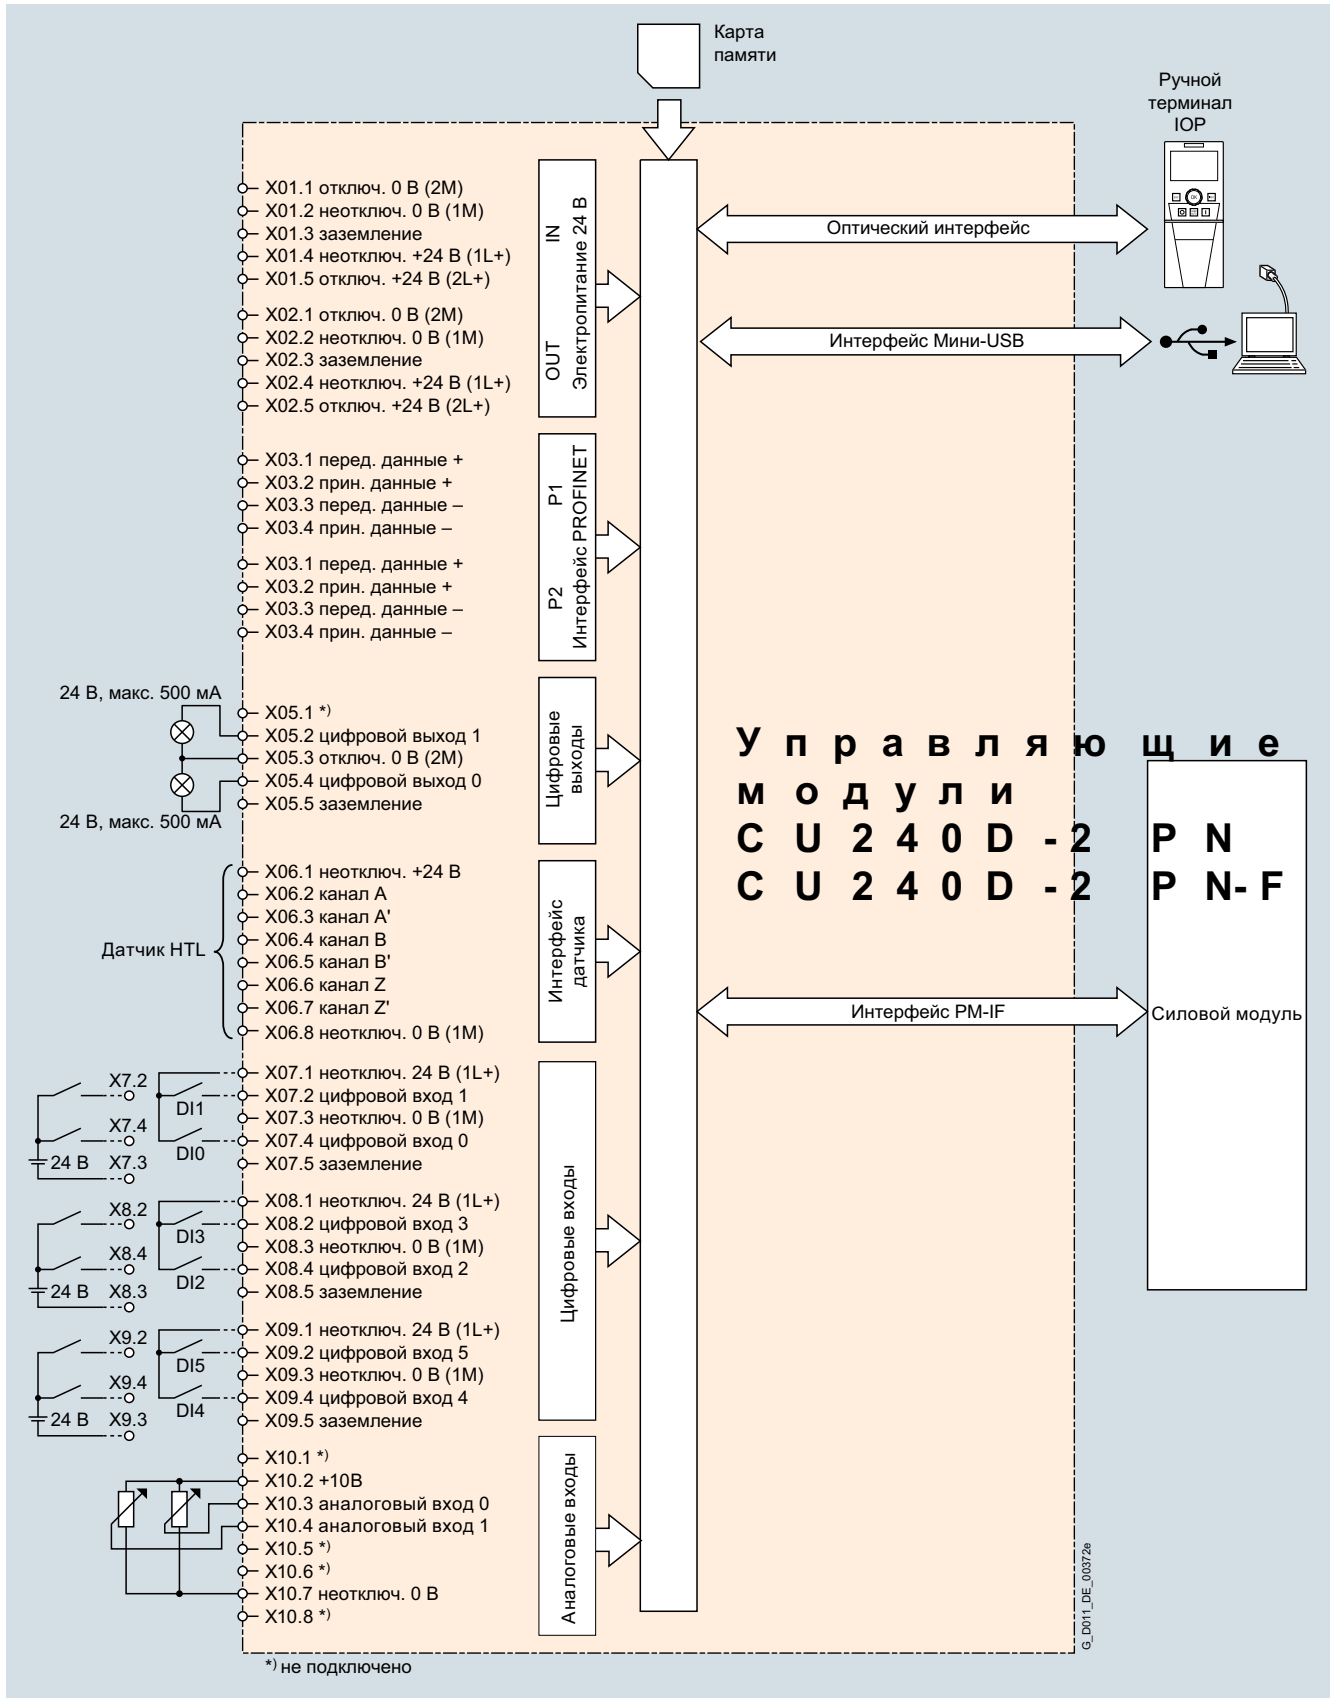 Карта
памяти
Ручной
терминал
IOP
X01.1 отключ. 0 В (2M)
X01.2 неотключ. 0 В (1M)
X01.3 заземление
X01.4 неотключ. +24 В (1L+)
X01.5 отключ. +24 В (2L+)
X02.1 отключ. 0 В (2M)
X02.2 неотключ. 0 В (1M)
X02.3 заземление
X02.4 неотключ. +24 В (1L+)
X02.5 отключ. +24 В (2L+)
IN
OUT
Электропитание 24 В
Оптический интерфейс
OK
Интерфейс Мини-USB
X03.1 перед. данные +
X03.2 прин. данные +
X03.3 перед. данные –
X03.4 прин. данные –
X03.1 перед. данные +
X03.2 прин. данные +
X03.3 перед. данные –
X03.4 прин. данные –
P1
P2
Интерфейс PROFINET
24 В, макс. 500 мА
24 В, макс. 500 мА
X05.1 *)
X05.2 цифровой выход 1
X05.3 отключ. 0 В (2M)
X05.4 цифровой выход 0
X05.5 заземление
Цифровые
выходы
Управляющие
модули
CU240D-2 PN
CU240D-2 PN-F
Датчик HTL
X06.1 неотключ. +24 В
X06.2 канал A
X06.3 канал A'
X06.4 канал B
X06.5 канал B'
X06.6 канал Z
X06.7 канал Z'
X06.8 неотключ. 0 В (1M)
Интерфейс
датчика
Интерфейс PM-IF
Силовой модуль
X7.2
X7.4
24 В X7.3
DI1
DI0
X07.1 неотключ. 24 В (1L+)
X07.2 цифровой вход 1
X07.3 неотключ. 0 В (1M)
X07.4 цифровой вход 0
X07.5 заземление
X8.2
X8.4
24 В X8.3
DI3
DI2
X08.1 неотключ. 24 В (1L+)
X08.2 цифровой вход 3
X08.3 неотключ. 0 В (1M)
X08.4 цифровой вход 2
X08.5 заземление
X9.2
X9.4
24 В X9.3
DI5
DI4
X09.1 неотключ. 24 В (1L+)
X09.2 цифровой вход 5
X09.3 неотключ. 0 В (1M)
X09.4 цифровой вход 4
X09.5 заземление
Цифровые входы
X10.1 *)
X10.2 +10В
X10.3 аналоговый вход 0
X10.4 аналоговый вход 1
X10.5 *)
X10.6 *)
X10.7 неотключ. 0 В
X10.8 *)
Аналоговые входы
G_D011_DE_00372e
*) не подключено